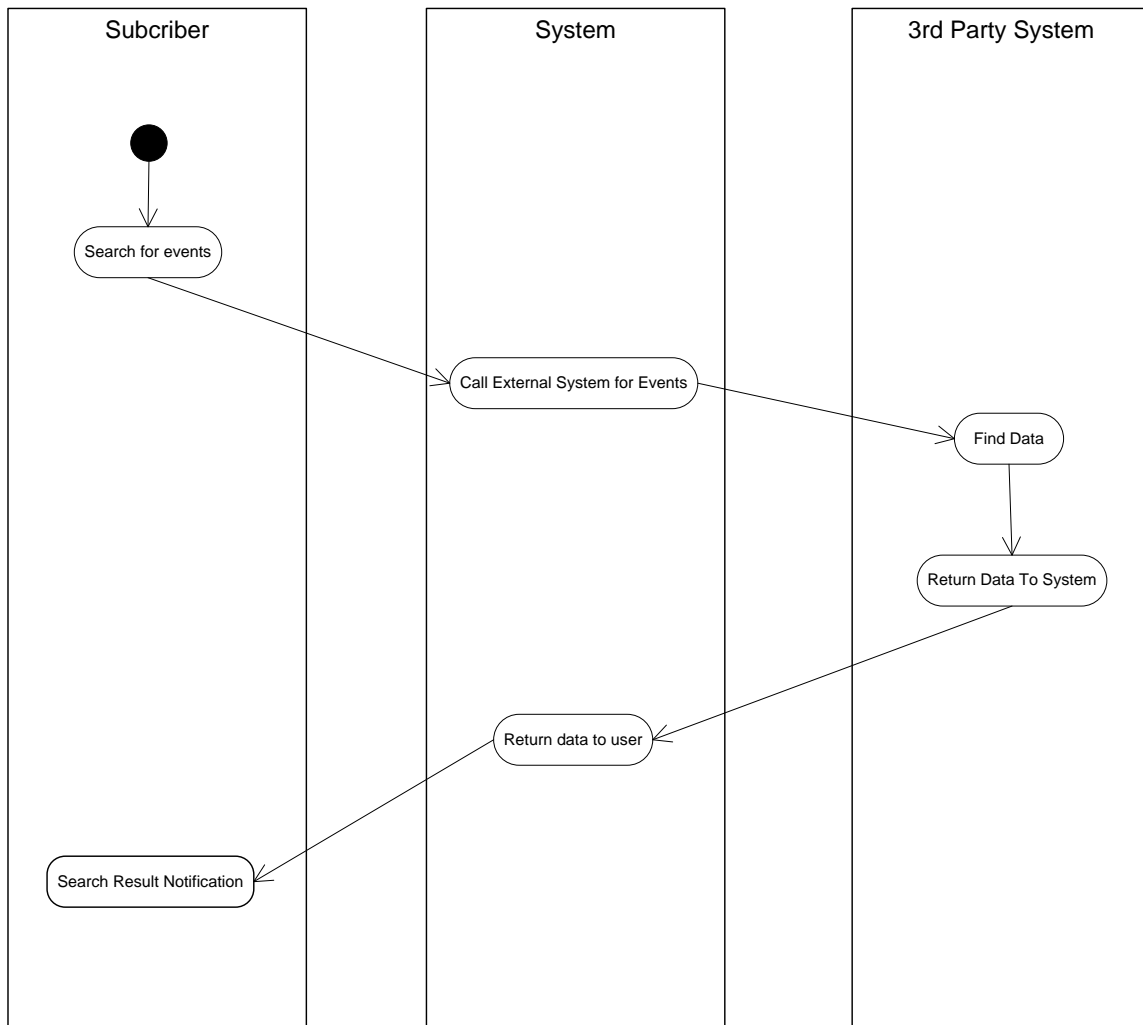 Subcriber
System
3rd Party System
Search for events
Call External System for Events
Find Data
Return Data To System
Return data to user
Search Result Notification